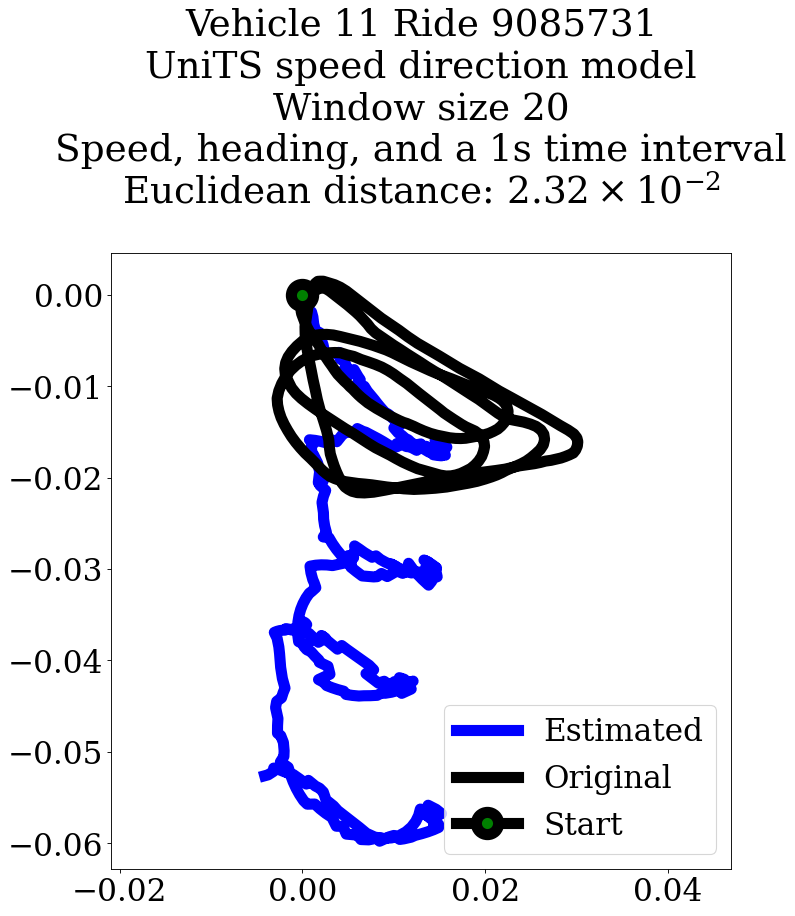 Vehicle 11 Ride 9085731
UniTS speed direction model
Window size 20
Speed, heading, and a 1s time interval
Euclidean distance: 2.32 × 10⁻²
0.00
−0.01
−0.02
−0.03
−0.04
−0.05
−0.06
Estimated
Original
Start
−0.02
0.00
0.02
0.04